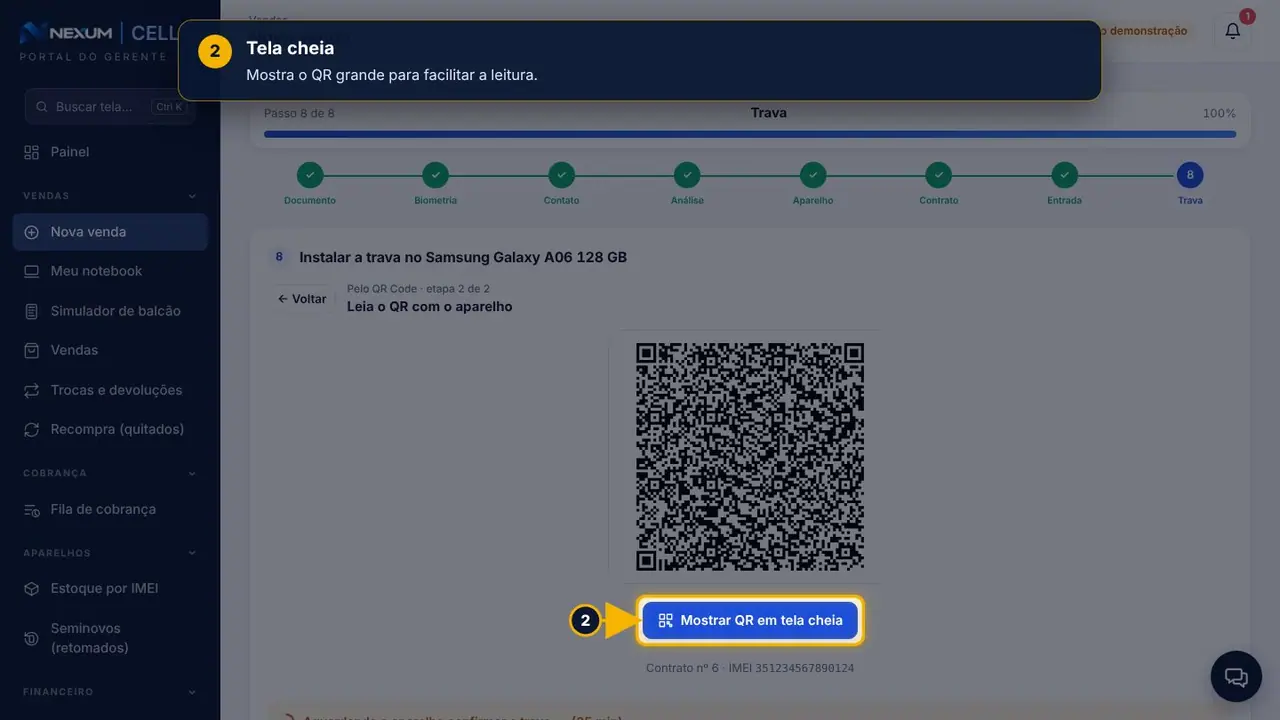 NEXUM | CELL
PORTAL DO GERENTE
Buscar tela... Ctrl K
Painel
VENDAS
Nova venda
Meu notebook
Simulador de balcão
Vendas
Trocas e devoluções
Recompra (quitados)
COBRANÇA
Fila de cobrança
APARELHOS
Estoque por IMEI
Seminovos
(retomados)
FINANCEIRO
2 Tela cheia
Mostra o QR grande para facilitar a leitura.
demonstração
1
Passo 8 de 8 Trava 100%
8
Documento Biometria Contato Análise Aparelho Contrato Entrada Trava
8 Instalar a trava no Samsung Galaxy A06 128 GB
← Voltar
Pelo QR Code · etapa 2 de 2
Leia o QR com o aparelho
2 Mostrar QR em tela cheia
Contrato nº 6 · IMEI 351234567890124